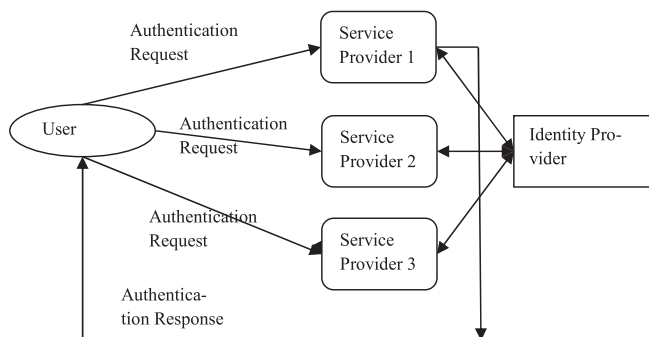 Authentication
Request
Service
Provider 1
User
Authentication
Request
Service
Provider 2
Identity Pro-
vider
Authentication
Request
Service
Provider 3
Authentica-
tion Response